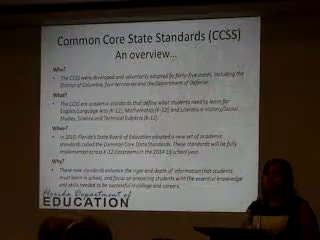 Common Core State Standards (CCSS)
An overview...
Who?
The CCSS were developed and voluntarily adopted by forty-five states, including the
District of Columbia, four territories and the Department of Defense.
What?
The CCSS are academic standards that define what students need to learn for
English/Language Arts (K-12), Mathematics (K-12) and Literacy in History/Social
Studies, Science and Technical Subjects (K-12).
When?
In 2010, Florida's State Board of Education adopted a new set of academic
standards called the Common Core State Standards. These standards will be fully
implemented across K-12 classrooms in the 2014-15 school year.
Why?
These new standards enhance the rigor and depth of information that students
must learn in school, and focus on preparing students with the essential knowledge
and skills needed to be successful in college and careers.
Florida Department of
EDUCATION